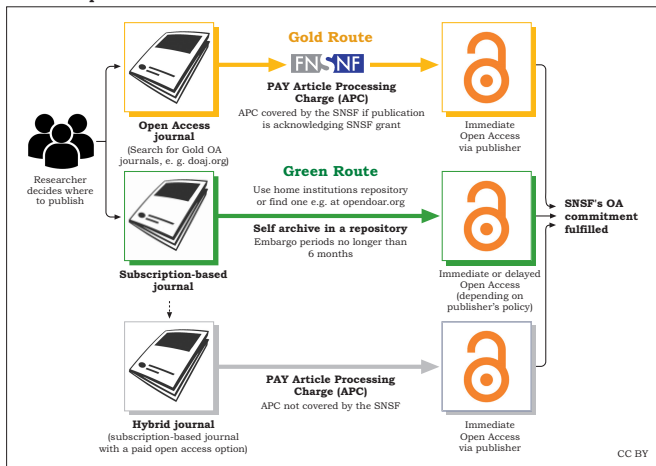 Gold Route
FNSNF
PAY Article Processing
Charge (APC)
APC covered by the SNSF if publication
is acknowledging SNSF grant
Open Access
journal
(Search for Gold OA
journals, e. g. doaj.org)
Immediate
Open Access
via publisher
Researcher
decides where
to publish
Green Route
Use home institutions repository
or find one e.g. at opendoar.org
Self archive in a repository
Embargo periods no longer than
6 months
Subscription-based
journal
Immediate or delayed
Open Access
(depending on
publisher's policy)
SNSF's OA
commitment
fulfilled
PAY Article Processing
Charge (APC)
APC not covered by the SNSF
Hybrid journal
(subscription-based journal
with a paid open access option)
Immediate
Open Access
via publisher
CC BY